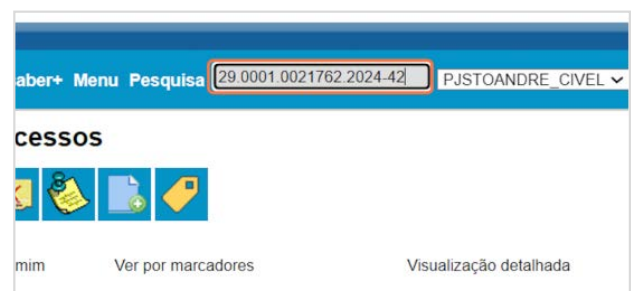 aber+ Menu Pesquisa 29.0001.0021762.2024-42 PJSTOANDRE_CIVEL
cessos
mim Ver por marcadores Visualização detalhada